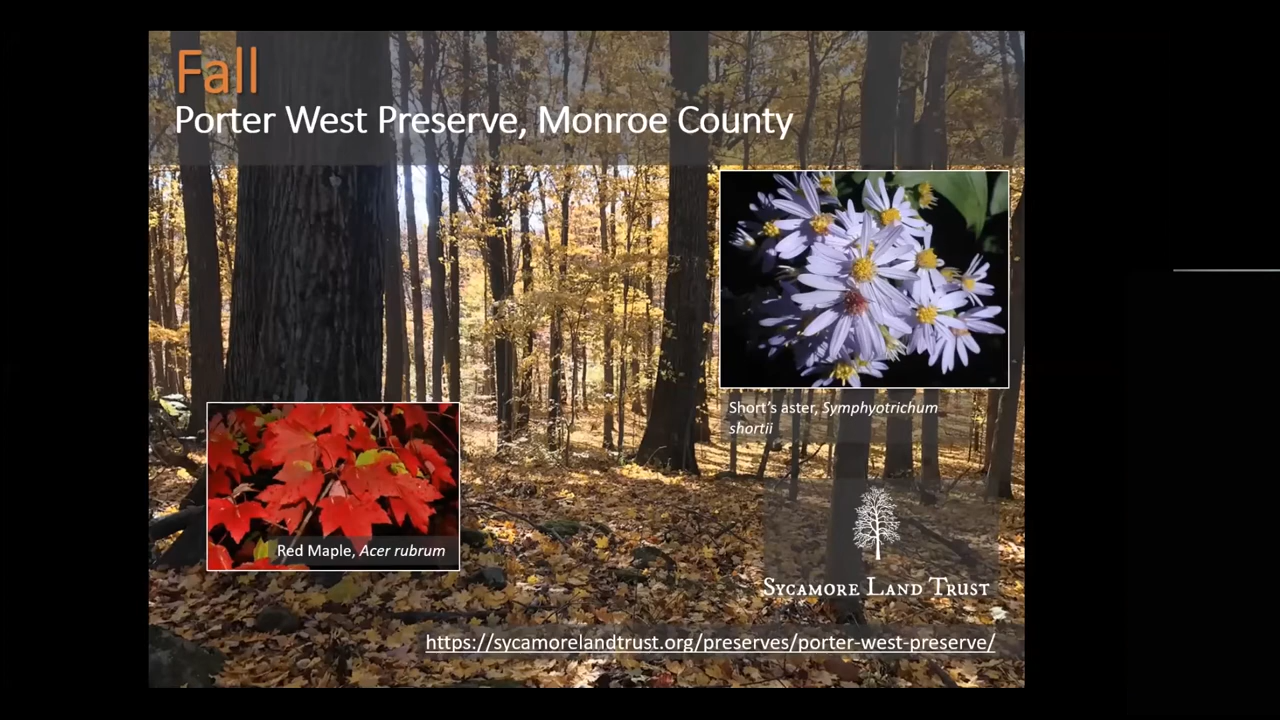 Fall
Porter West Preserve, Monroe County
Short's aster, Symphyotrichum
shortii
Red Maple, Acer rubrum
Sycamore Land Trust
https://sycamorelandtrust.org/preserves/porter-west-preserve/